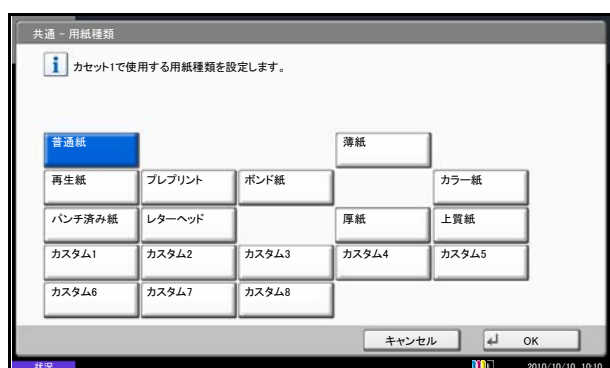 共通 - 用紙種類
カセット1で使用する用紙種類を設定します。
普通紙 薄紙
再生紙 プレプリント ボンド紙 カラー紙
パンチ済み紙 レターヘッド 厚紙 上質紙
カスタム1 カスタム2 カスタム3 カスタム4 カスタム5
カスタム6 カスタム7 カスタム8
キャンセル OK
状況 2010/10/10 10:10